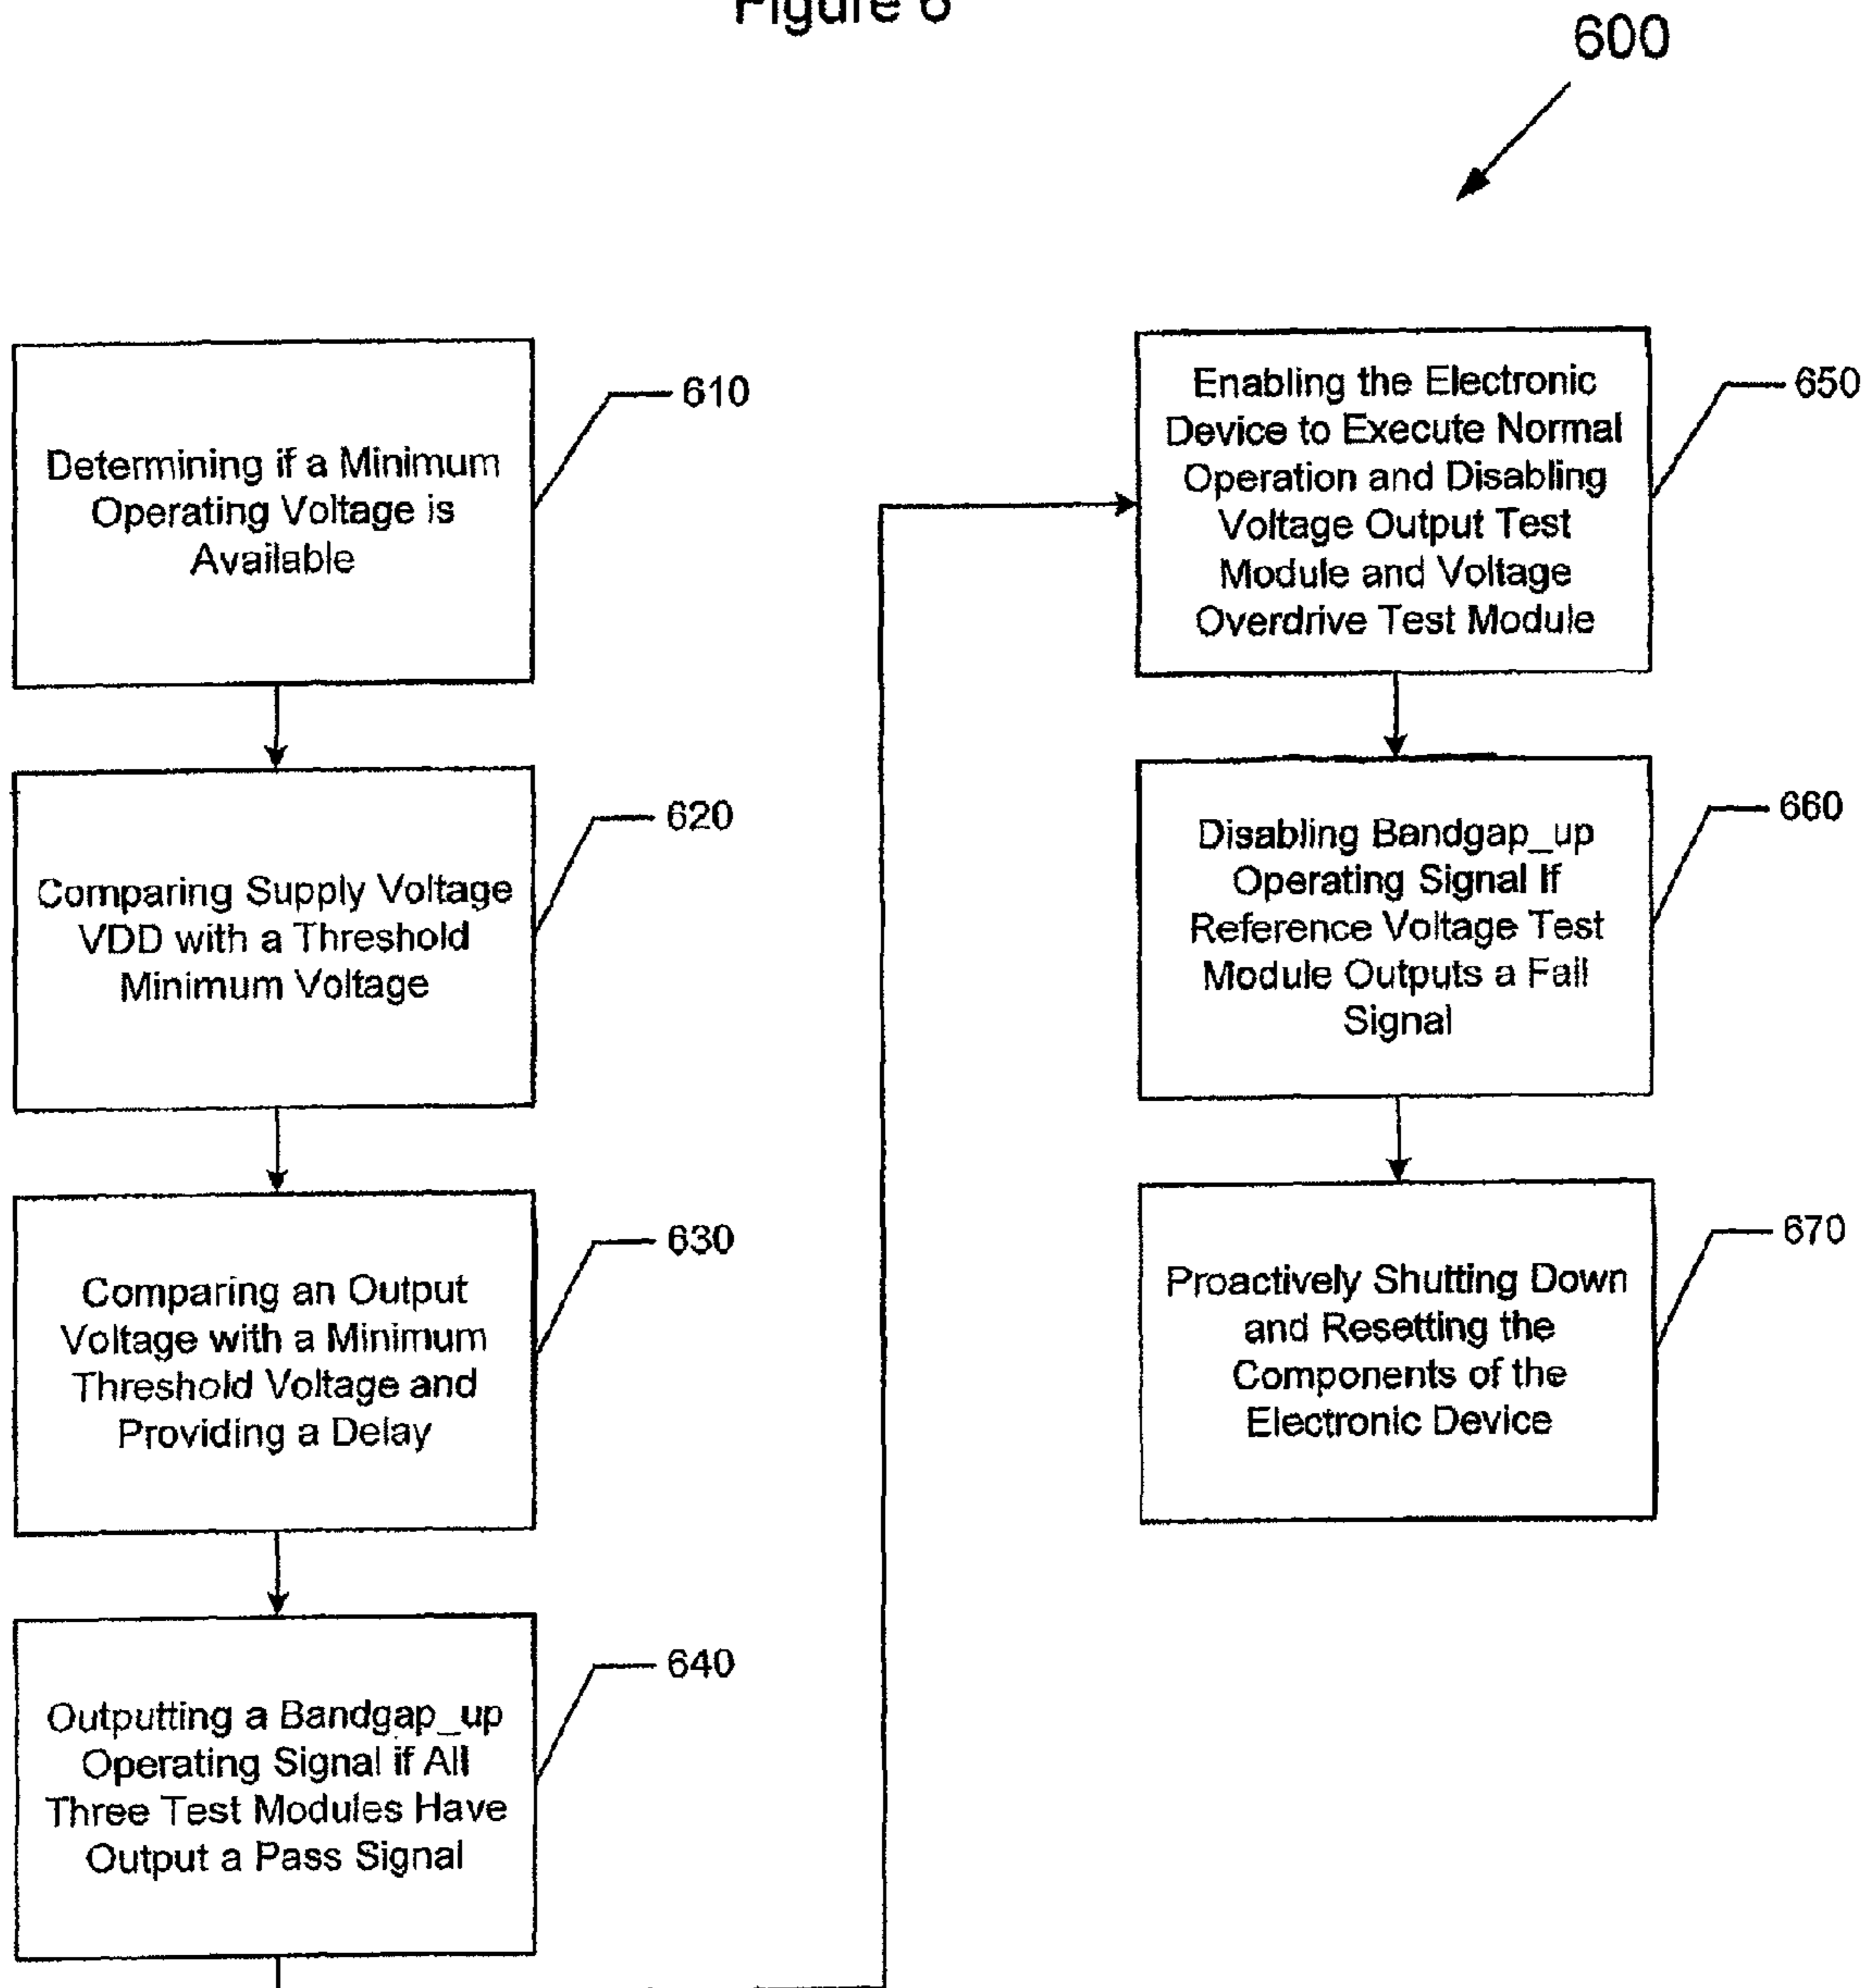 Figure 6
600
Determining if a Minimum
Operating Voltage is
Available
610
Comparing Supply Voltage
VDD with a Threshold
Minimum Voltage
620
Comparing an Output
Voltage with a Minimum
Threshold Voltage and
Providing a Delay
630
Outputting a Bandgap_up
Operating Signal if All
Three Test Modules Have
Output a Pass Signal
640
Enabling the Electronic
Device to Execute Normal
Operation and Disabling
Voltage Output Test
Module and Voltage
Overdrive Test Module
650
Disabling Bandgap_up
Operating Signal If
Reference Voltage Test
Module Outputs a Fail
Signal
660
Proactively Shutting Down
and Resetting the
Components of the
Electronic Device
670